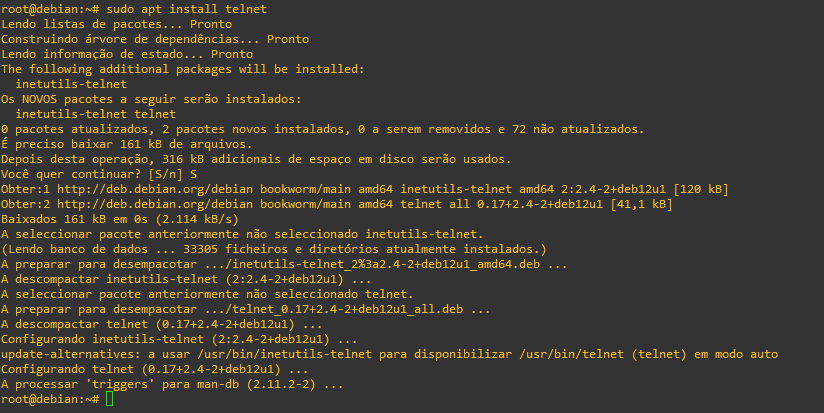 root@debian:~# sudo apt install telnet
Lendo listas de pacotes... Pronto
Construindo árvore de dependências... Pronto
Lendo informação de estado... Pronto
The following additional packages will be installed:
  inetutils-telnet
Os NOVOS pacotes a seguir serão instalados:
  inetutils-telnet telnet
0 pacotes atualizados, 2 pacotes novos instalados, 0 a serem removidos e 72 não atualizados.
É preciso baixar 161 kB de arquivos.
Depois desta operação, 316 kB adicionais de espaço em disco serão usados.
Você quer continuar? [S/n] S
Obter:1 http://deb.debian.org/debian bookworm/main amd64 inetutils-telnet amd64 2:2.4-2+deb12u1 [120 kB]
Obter:2 http://deb.debian.org/debian bookworm/main amd64 telnet all 0.17+2.4-2+deb12u1 [41,1 kB]
Baixados 161 kB em 0s (2.114 kB/s)
A seleccionar pacote anteriormente não seleccionado inetutils-telnet.
(Lendo banco de dados ... 33305 ficheiros e diretórios atualmente instalados.)
A preparar para desempacotar .../inetutils-telnet_2%3a2.4-2+deb12u1_amd64.deb ...
A descompactar inetutils-telnet (2:2.4-2+deb12u1) ...
A seleccionar pacote anteriormente não seleccionado telnet.
A preparar para desempacotar .../telnet_0.17+2.4-2+deb12u1_all.deb ...
A descompactar telnet (0.17+2.4-2+deb12u1) ...
Configurando inetutils-telnet (2:2.4-2+deb12u1) ...
update-alternatives: a usar /usr/bin/inetutils-telnet para disponibilizar /usr/bin/telnet (telnet) em modo auto
Configurando telnet (0.17+2.4-2+deb12u1) ...
A processar 'triggers' para man-db (2.11.2-2) ...
root@debian:~#